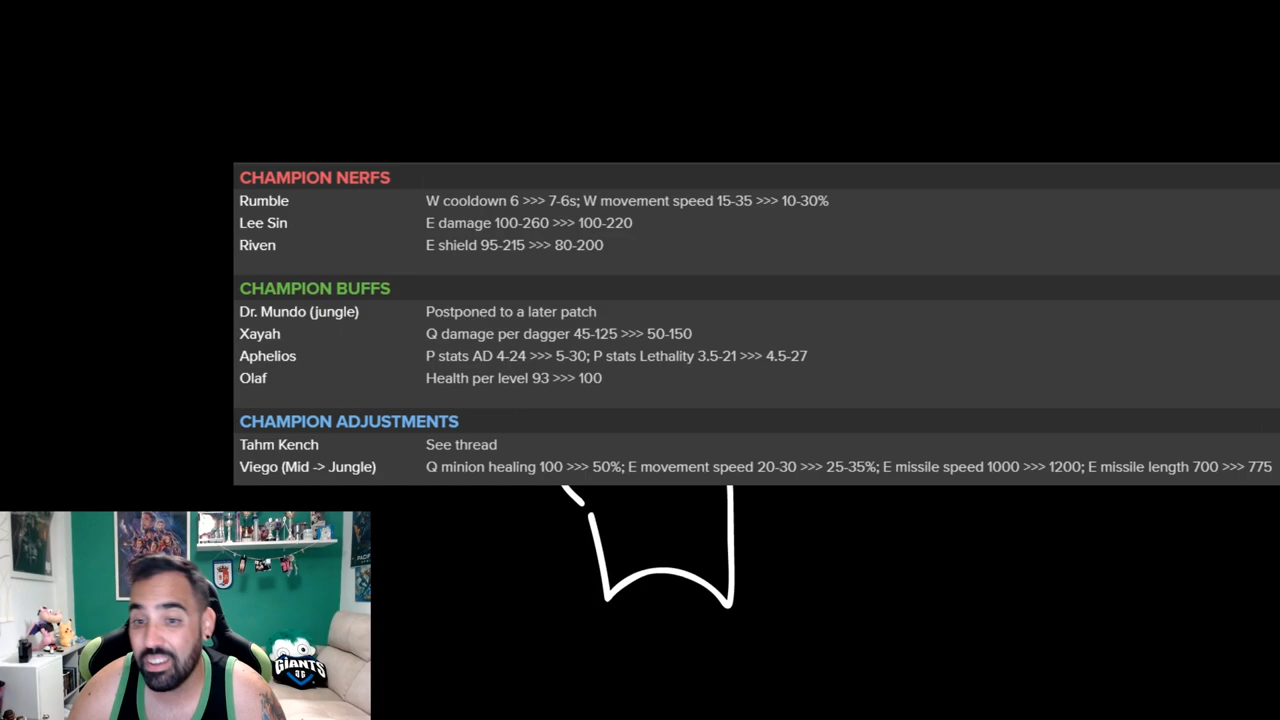 CHAMPION NERFS
Rumble W cooldown 6 >>> 7-6s; W movement speed 15-35 >>> 10-30%
Lee Sin E damage 100-260 >>> 100-220
Riven E shield 95-215 >>> 80-200
CHAMPION BUFFS
Dr. Mundo (jungle) Postponed to a later patch
Xayah Q damage per dagger 45-125 >>> 50-150
Aphelios P stats AD 4-24 >>> 5-30; P stats Lethality 3.5-21 >>> 4.5-27
Olaf Health per level 93 >>> 100
CHAMPION ADJUSTMENTS
Tahm Kench See thread
Viego (Mid -> Jungle) Q minion healing 100 >>> 50%; E movement speed 20-30 >>> 25-35%; E missile speed 1000 >>> 1200; E missile length 700 >>> 775
GIANTS